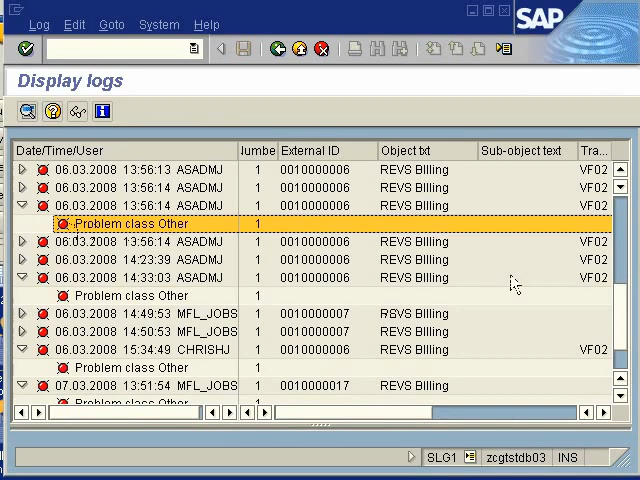 Log Edit Goto System Help
SAP
Display logs
Date/Time/User Numbe External ID Object txt Sub-object text Tra...
06.03.2008 13:56:13 ASADMJ 1 0010000006 REVS BIlling VF02
06.03.2008 13:56:14 ASADMJ 1 0010000006 REVS BIlling VF02
06.03.2008 13:56:14 ASADMJ 1 0010000006 REVS BIlling VF02
Problem class Other 1
06.03.2008 13:56:14 ASADMJ 1 0010000006 REVS BIlling VF02
06.03.2008 14:23:39 ASADMJ 1 0010000006 REVS BIlling VF02
06.03.2008 14:33:03 ASADMJ 1 0010000006 REVS BIlling VF02
Problem class Other 1
06.03.2008 14:49:53 MFL_JOBS 1 0010000007 REVS BIlling
06.03.2008 14:50:53 MFL_JOBS 1 0010000007 REVS BIlling
06.03.2008 15:34:49 CHRISHJ 1 0010000006 REVS BIlling VF02
Problem class Other 1
07.03.2008 13:51:54 MFL_JOBS 1 0010000017 REVS BIlling
Problem class Other 1
SLG1 zcgtstdb03 INS